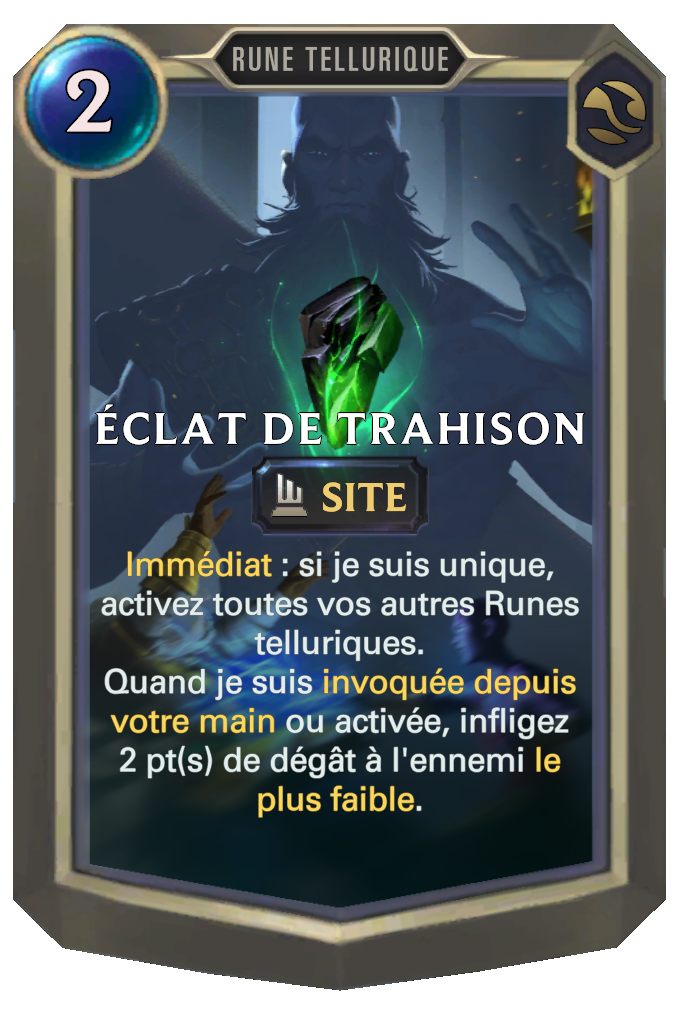 RUNE TELLURIQUE
2
ÉCLAT DE TRAHISON
SITE
Immédiat : si je suis unique,
activez toutes vos autres Runes
telluriques.
Quand je suis invoquée depuis
votre main ou activée, infligez
2 pt(s) de dégât à l'ennemi le
plus faible.